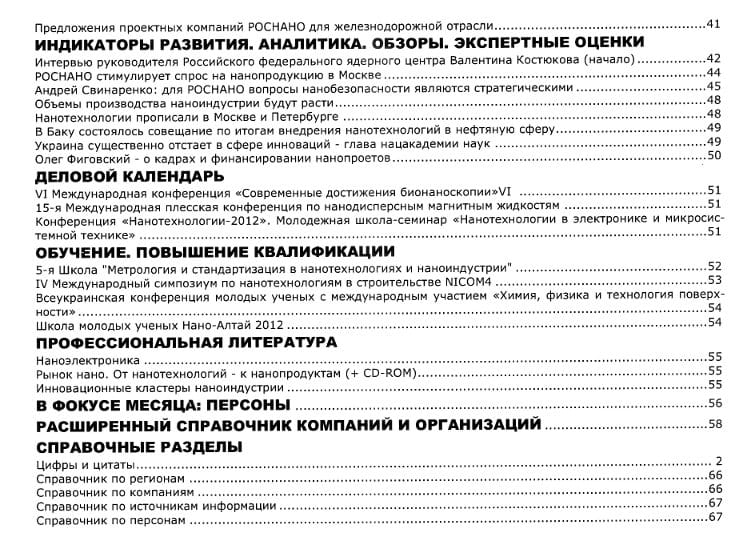 Предложения проектных компаний РОСНАНО для железнодорожной отрасли 41
ИНДИКАТОРЫ РАЗВИТИЯ. АНАЛИТИКА. ОБЗОРЫ. ЭКСПЕРТНЫЕ ОЦЕНКИ
Интервью руководителя Российского федерального ядерного центра Валентина Костюкова (начало) 42
РОСНАНО стимулирует спрос на нанопродукцию в Москве 44
Андрей Свинаренко: для РОСНАНО вопросы нанобезопасности являются стратегическими 45
Объемы производства наноиндустрии будут расти 48
Нанотехнологии прописали в Москве и Петербурге 48
В Баку состоялось совещание по итогам внедрения нанотехнологий в нефтяную сферу 49
Украина существенно отстает в сфере инноваций - глава нацакадемии наук 49
Олег Фиговский - о кадрах и финансировании нанопроетов 50
ДЕЛОВОЙ КАЛЕНДАРЬ
VI Международная конференция «Современные достижения бионаноскопии»VI 51
15-я Международная плесская конференция по нанодисперсным магнитным жидкостям 51
Конференция «Нанотехнологии-2012». Молодежная школа-семинар «Нанотехнологии в электронике и микросис-
темной технике» 51
ОБУЧЕНИЕ. ПОВЫШЕНИЕ КВАЛИФИКАЦИИ
5-я Школа "Метрология и стандартизация в нанотехнологиях и наноиндустрии" 52
IV Международный симпозиум по нанотехнологиям в строительстве NICOM4 53
Всеукраинская конференция молодых ученых с международным участием «Химия, физика и технология поверх-
ности» 54
Школа молодых ученых Нано-Алтай 2012 54
ПРОФЕССИОНАЛЬНАЯ ЛИТЕРАТУРА
Наноэлектроника 55
Рынок нано. От нанотехнологий - к нанопродуктам (+ CD-ROM) 55
Инновационные кластеры наноиндустрии 55
В ФОКУСЕ МЕСЯЦА: ПЕРСОНЫ 56
РАСШИРЕННЫЙ СПРАВОЧНИК КОМПАНИЙ И ОРГАНИЗАЦИЙ 58
СПРАВОЧНЫЕ РАЗДЕЛЫ
Цифры и цитаты 2
Справочник по регионам 66
Справочник по компаниям 66
Справочник по источникам информации 67
Справочник по персонам 67